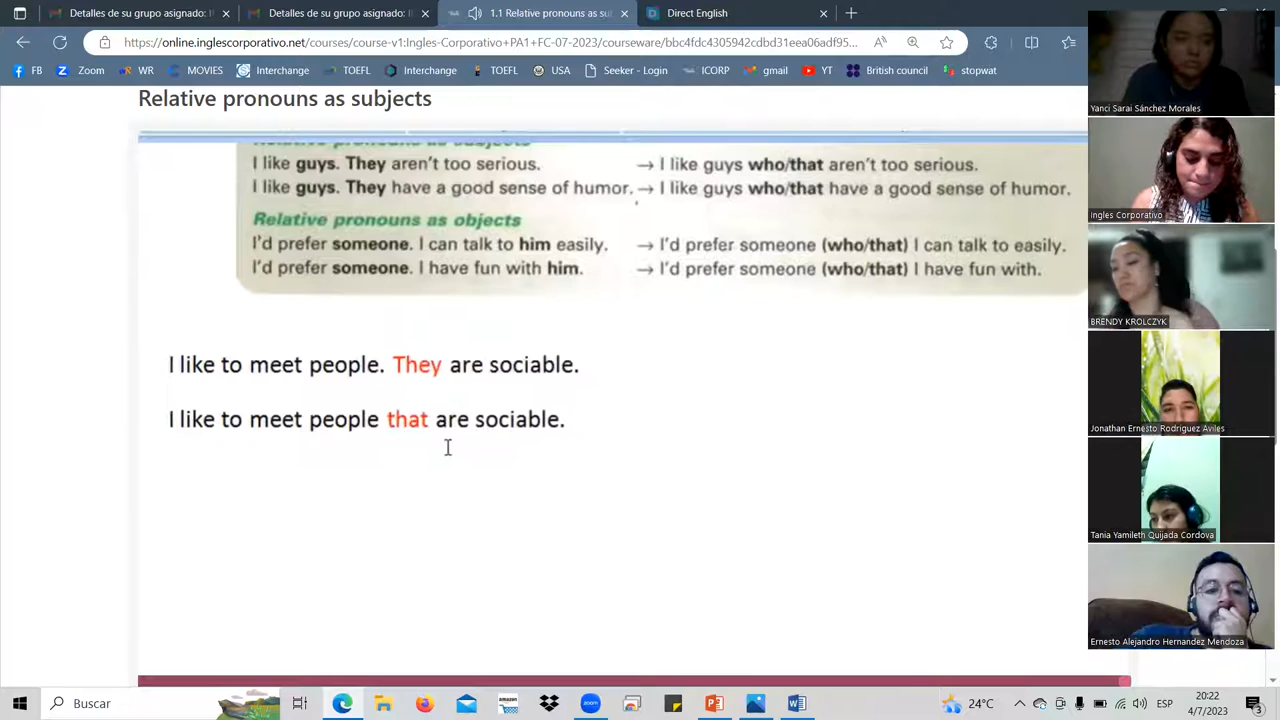 Detalles de su grupo asignado: II
Detalles de su grupo asignado: II
1.1 Relative pronouns as su
Direct English
https://online.inglescorporativo.net/courses/course-v1:Ingles-Corporativo+PA1+FC-07-2023/courseware/bbc4fdc4305942cdbd31eea06adf95...
FB
Zoom
WR
MOVIES
Interchange
TOEFL
Interchange
TOEFL
USA
Seeker - Login
ICORP
gmail
YT
British council
stopwat
Relative pronouns as subjects
Relative pronouns as subjects
I like guys. They aren't too serious. → I like guys who/that aren't too serious.
I like guys. They have a good sense of humor. → I like guys who/that have a good sense of humor.
Relative pronouns as objects
I'd prefer someone. I can talk to him easily. → I'd prefer someone (who/that) I can talk to easily.
I'd prefer someone. I have fun with him. → I'd prefer someone (who/that) I have fun with.
I like to meet people. They are sociable.
I like to meet people that are sociable.
Yanci Sarai Sánchez Morales
Ingles Corporativo
BRENDY KROLCZYK
Jonathan Ernesto Rodriguez Aviles
Tania Yamileth Quijada Cordova
Ernesto Alejandro Hernandez Mendoza
Buscar
24°C
ESP
20:22
4/7/2023
3